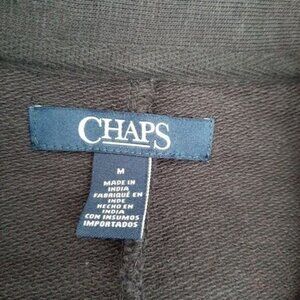 CHAPS
M
MADE IN
INDIA
FABRIQUÉ EN
INDE
HECHO EN
INDIA
CON INSUMOS
IMPORTADOS